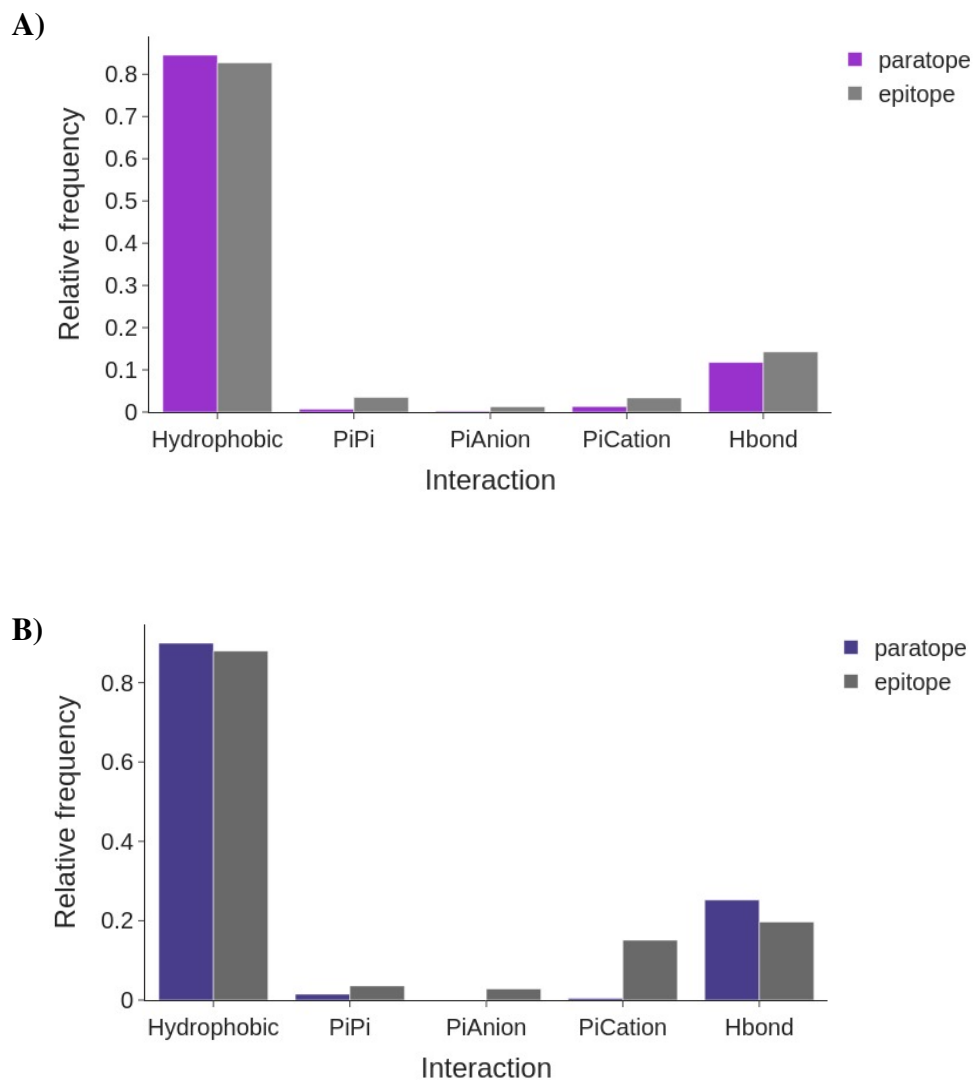 A)
Relative frequency
0.8
0.7
0.6
0.5
0.4
0.3
0.2
0.1
0
Hydrophobic PiPi PiAnion PiCation Hbond
Interaction
paratope
epitope
B)
Relative frequency
0.8
0.6
0.4
0.2
0
Hydrophobic PiPi PiAnion PiCation Hbond
Interaction
paratope
epitope